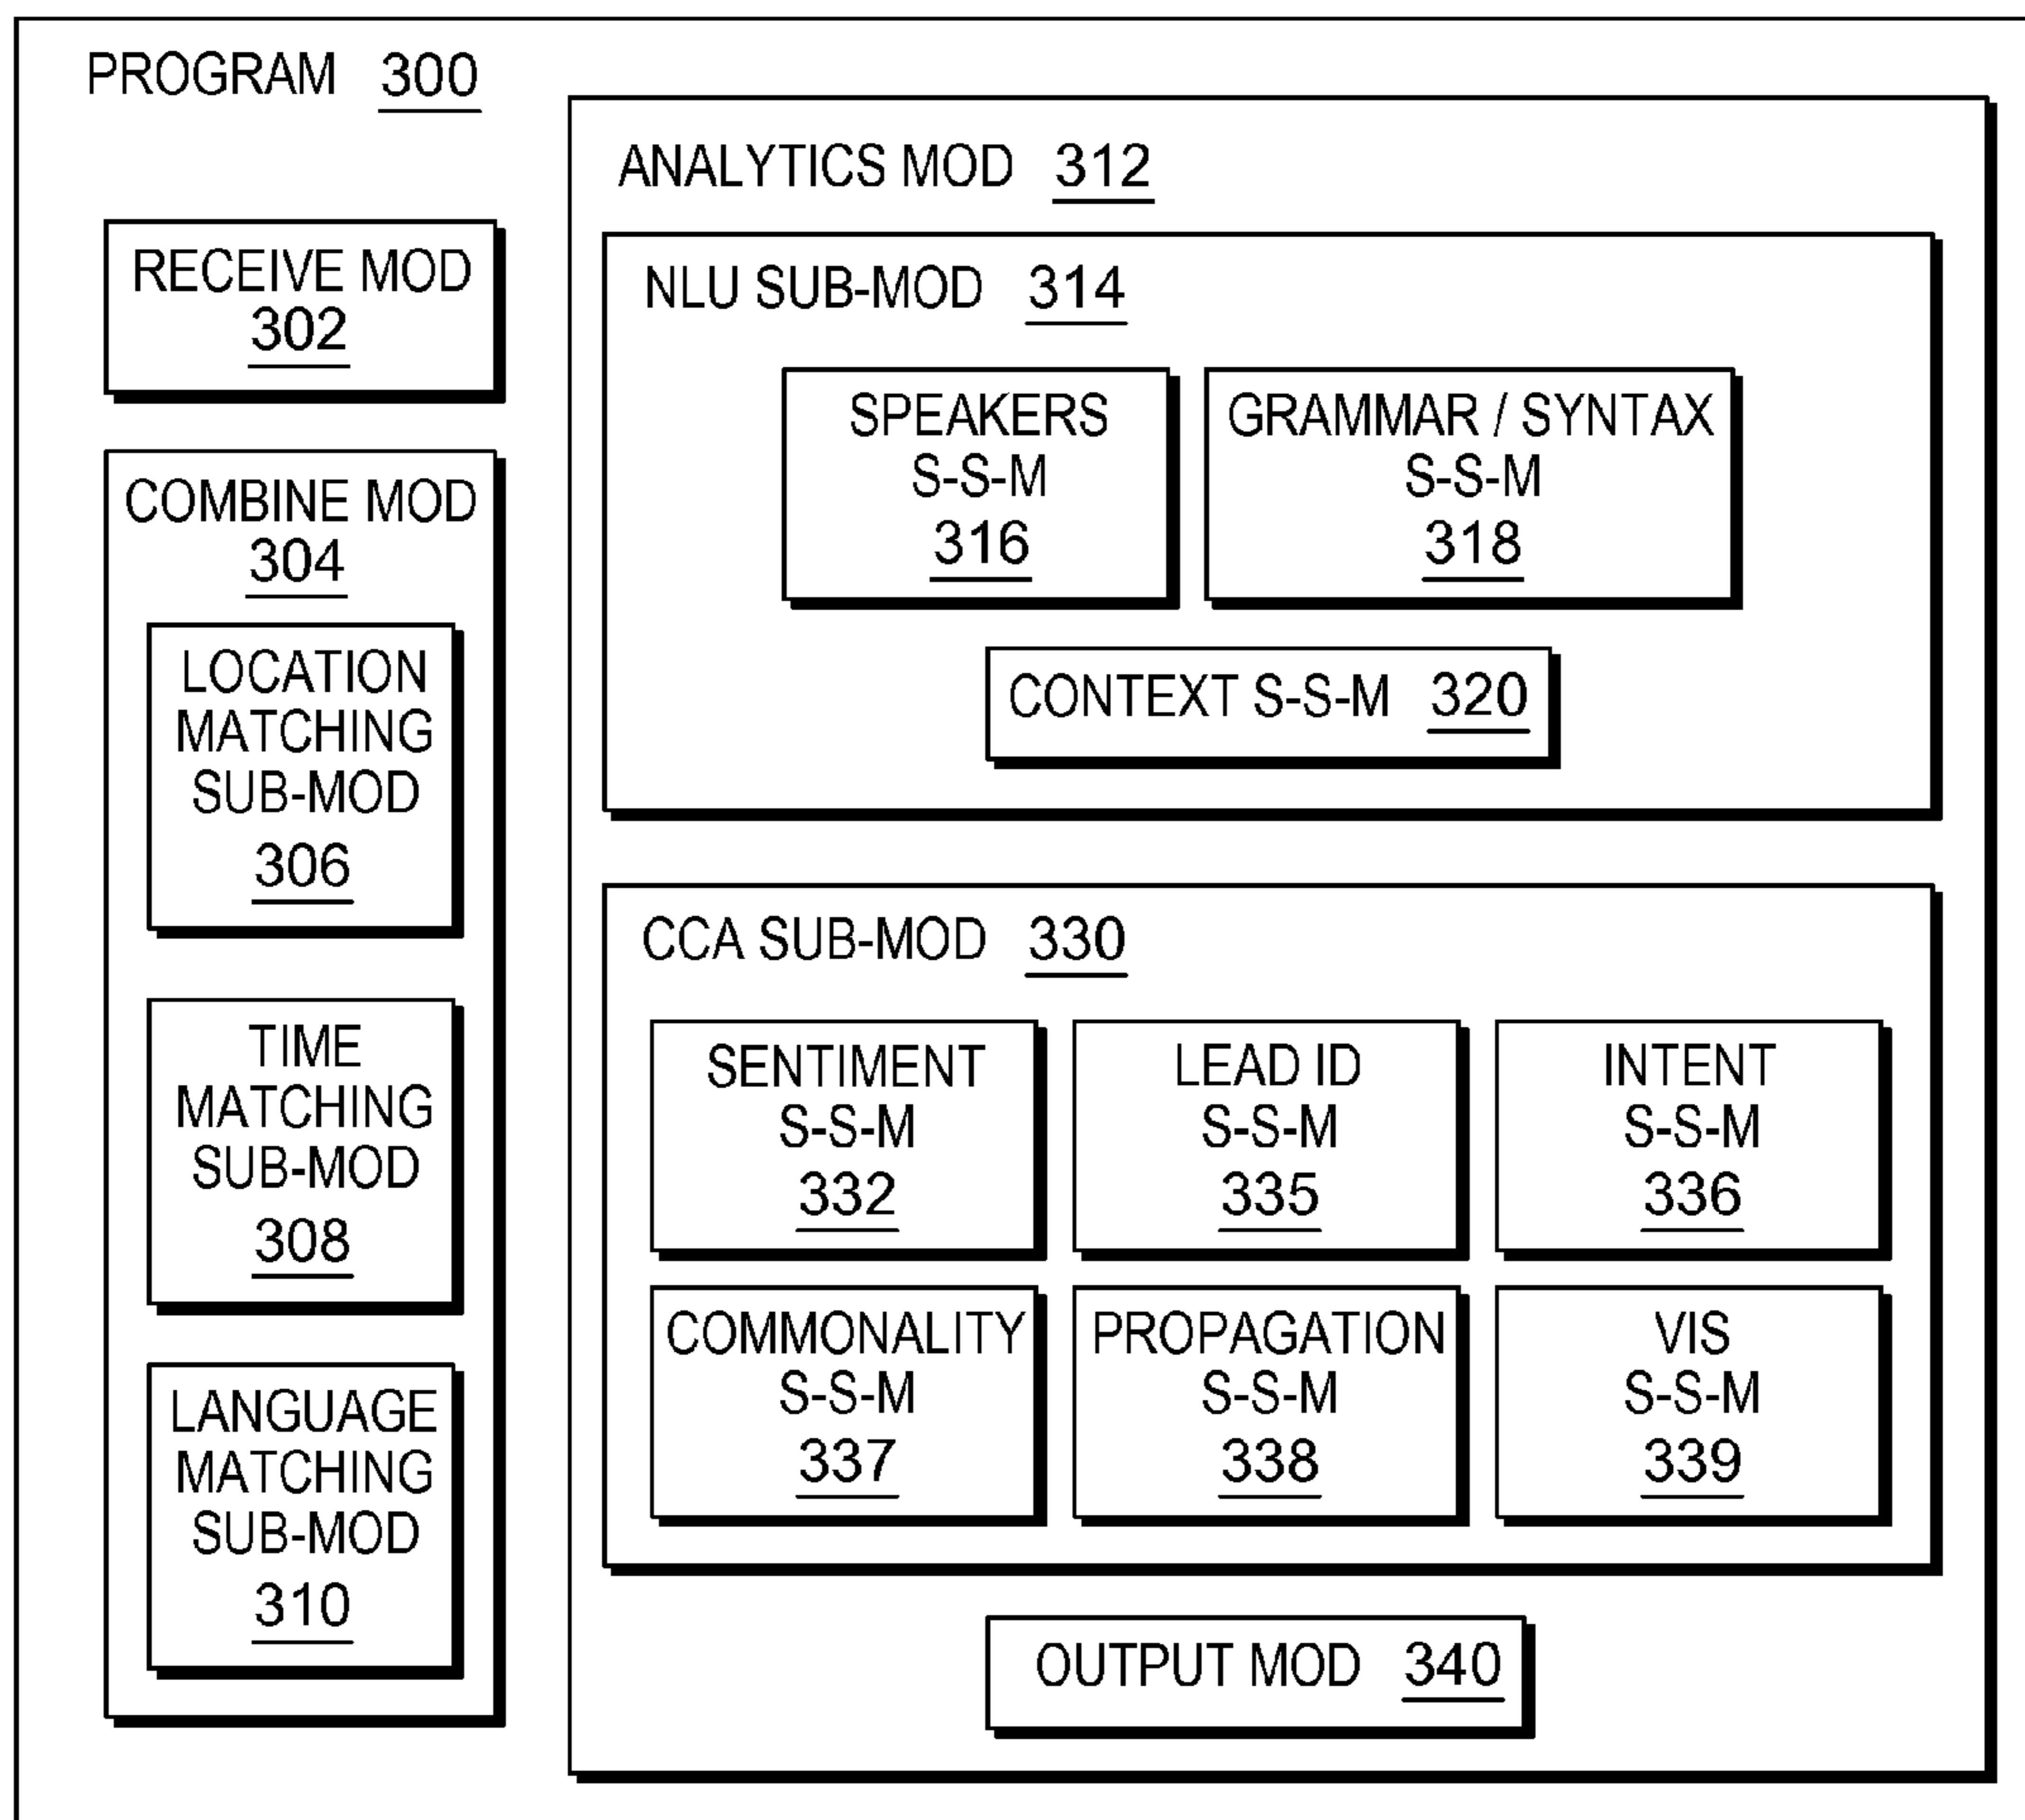 PROGRAM 300
RECEIVE MOD
302
COMBINE MOD
304
LOCATION
MATCHING
SUB-MOD
306
TIME
MATCHING
SUB-MOD
308
LANGUAGE
MATCHING
SUB-MOD
310
ANALYTICS MOD 312
NLU SUB-MOD 314
SPEAKERS
S-S-M
316
GRAMMAR / SYNTAX
S-S-M
318
CONTEXT S-S-M 320
CCA SUB-MOD 330
SENTIMENT
S-S-M
332
LEAD ID
S-S-M
335
INTENT
S-S-M
336
COMMONALITY
S-S-M
337
PROPAGATION
S-S-M
338
VIS
S-S-M
339
OUTPUT MOD 340